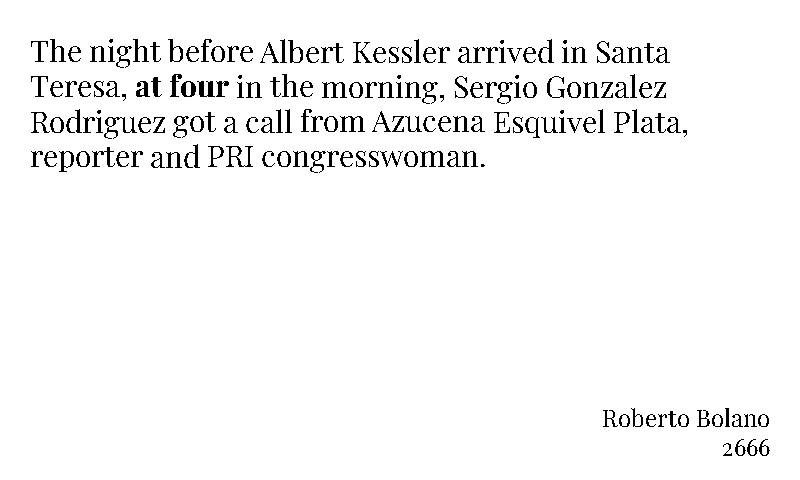 The night before Albert Kessler arrived in Santa
Teresa, at four in the morning, Sergio Gonzalez
Rodriguez got a call from Azucena Esquivel Plata,
reporter and PRI congresswoman.
Roberto Bolano
2666